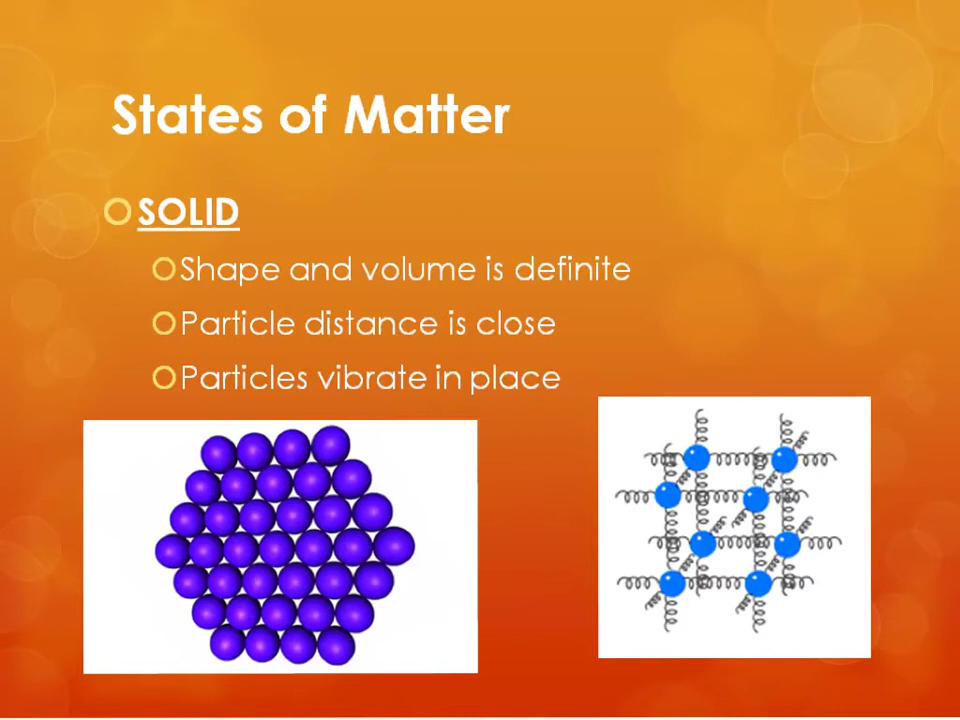 States of Matter
SOLID
Shape and volume is definite
Particle distance is close
Particles vibrate in place